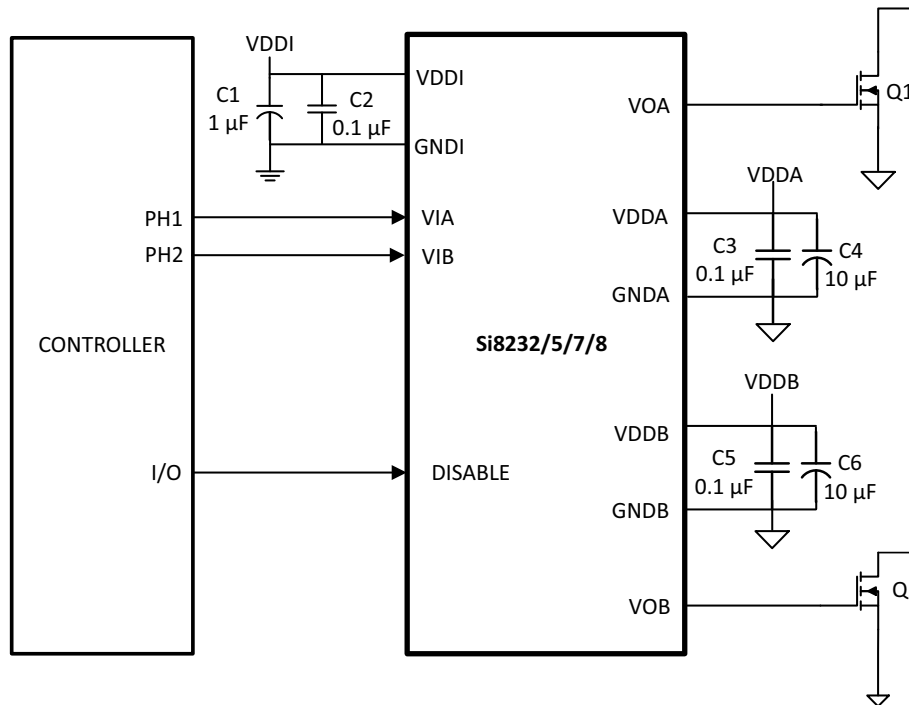 VDDI
C1
1 µF
C2
0.1 µF
VDDI
GNDI
PH1
PH2
CONTROLLER
I/O
VIA
VIB
Si8232/5/7/8
DISABLE
VOA
VDDA
GNDA
VDDB
GNDB
VOB
Q1
VDDA
C3
0.1 µF
C4
10 µF
VDDB
C5
0.1 µF
C6
10 µF
Q